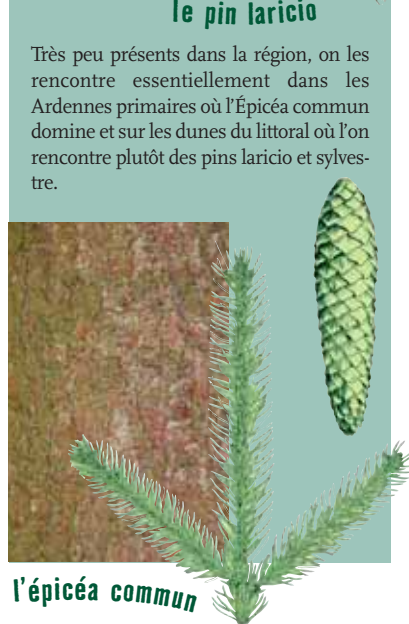 le pin laricio
Très peu présents dans la région, on les
rencontre essentiellement dans les
Ardennes primaires où l'Épicéa commun
domine et sur les dunes du littoral où l'on
rencontre plutôt des pins laricio et sylves-
tre.
l'épicéa commun